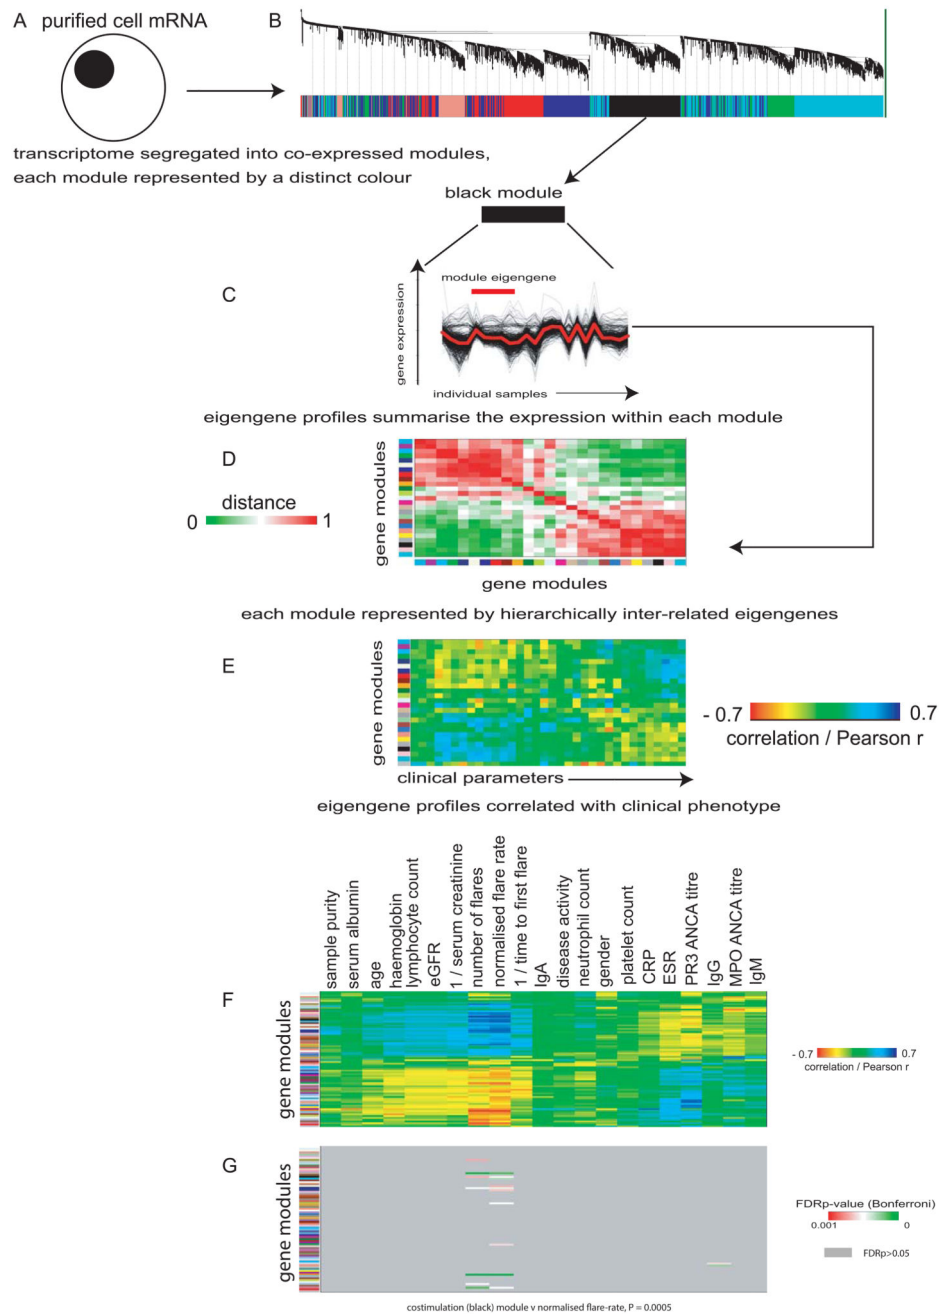 A purified cell mRNA
B
transcriptome segregated into co-expressed modules,
each module represented by a distinct colour
black module
C
gene expression
module eigengene
individual samples
eigengene profiles summarise the expression within each module
D
distance
0 1
gene modules
gene modules
each module represented by hierarchically inter-related eigengenes
E
gene modules
- 0.7 0.7
correlation / Pearson r
clinical parameters
eigengene profiles correlated with clinical phenotype
sample purity
serum albumin
age
haemoglobin
lymphocyte count
eGFR
1 / serum creatinine
number of flares
normalised flare rate
1 / time to first flare
IgA
disease activity
neutrophil count
gender
platelet count
CRP
ESR
PR3 ANCA titre
IgG
MPO ANCA titre
IgM
F
gene modules
- 0.7 0.7
correlation / Pearson r
G
gene modules
FDRp-value (Bonferroni)
0.001 0
FDRp>0.05
costimulation (black) module v normalised flare-rate, P = 0.0005